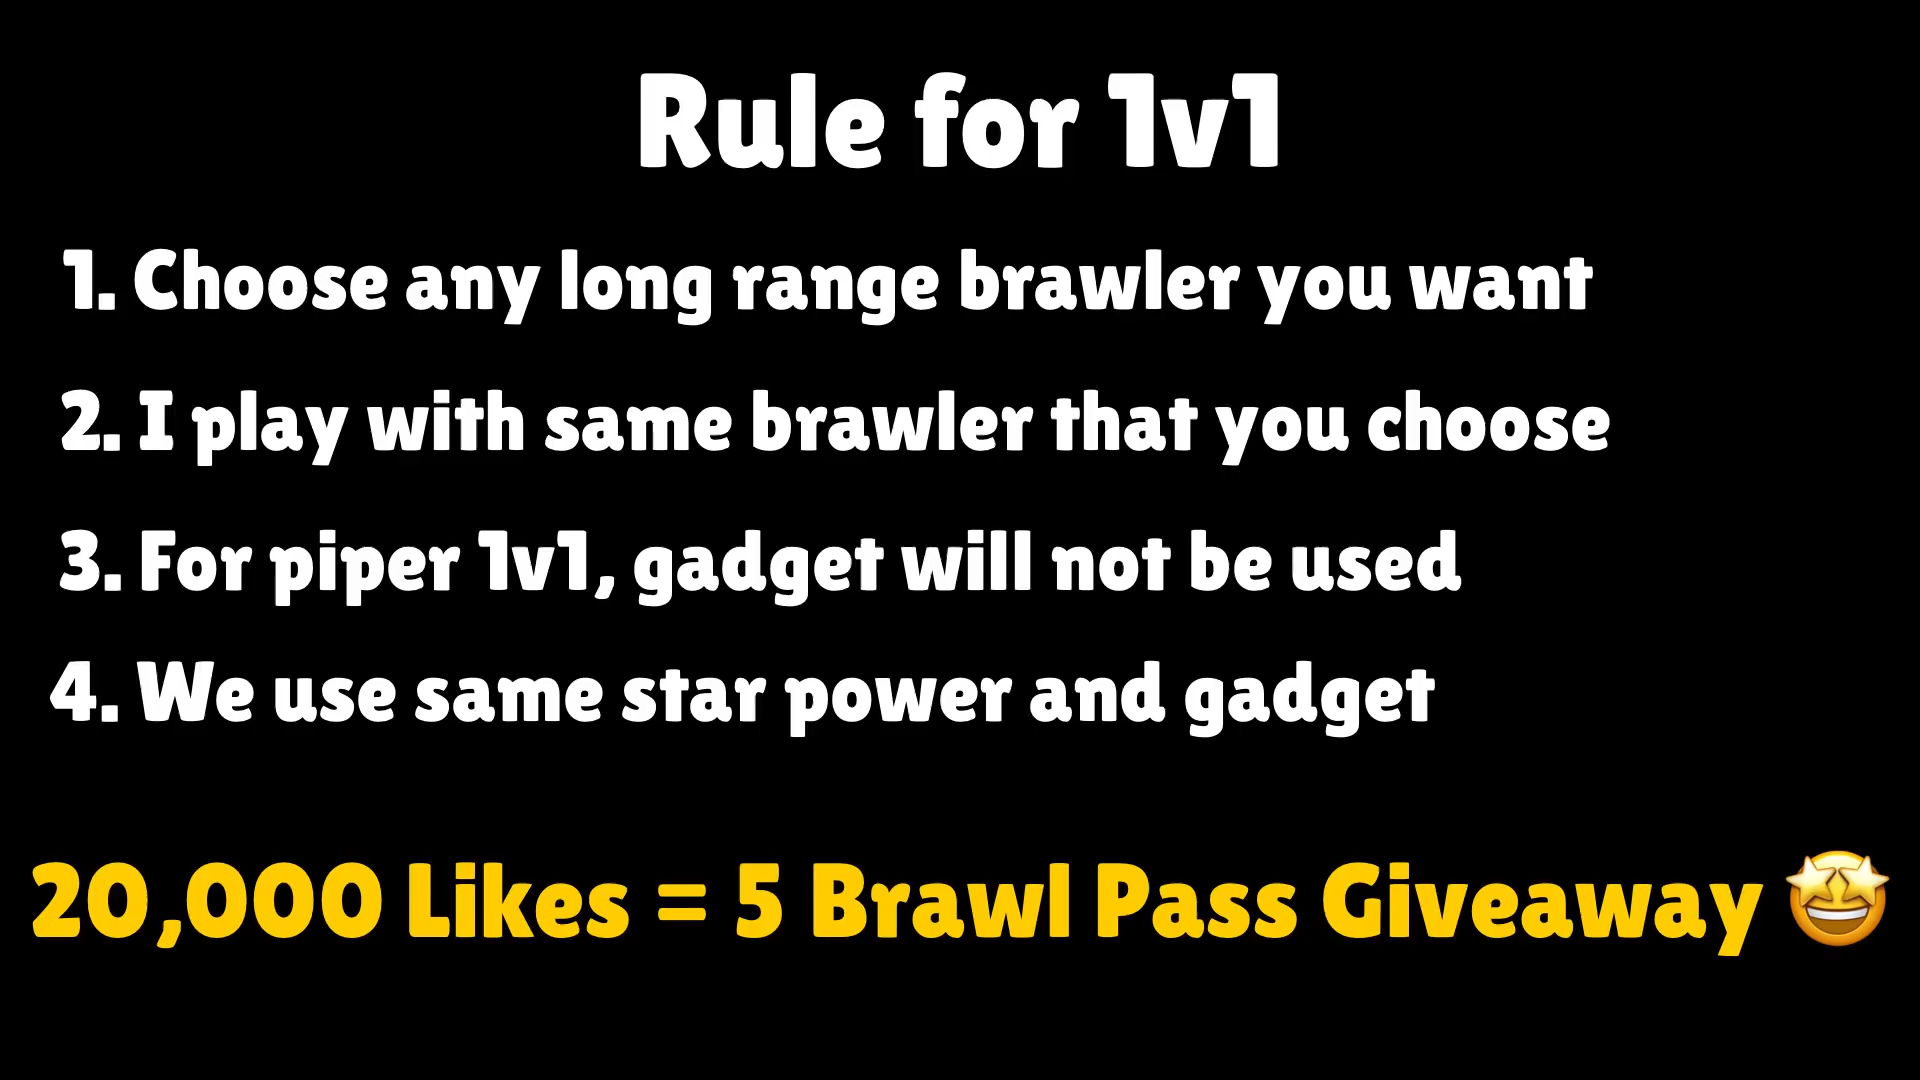 Rule for 1v1
1. Choose any long range brawler you want
2. I play with same brawler that you choose
3. For piper 1v1, gadget will not be used
4. We use same star power and gadget
20,000 Likes = 5 Brawl Pass Giveaway 🤩